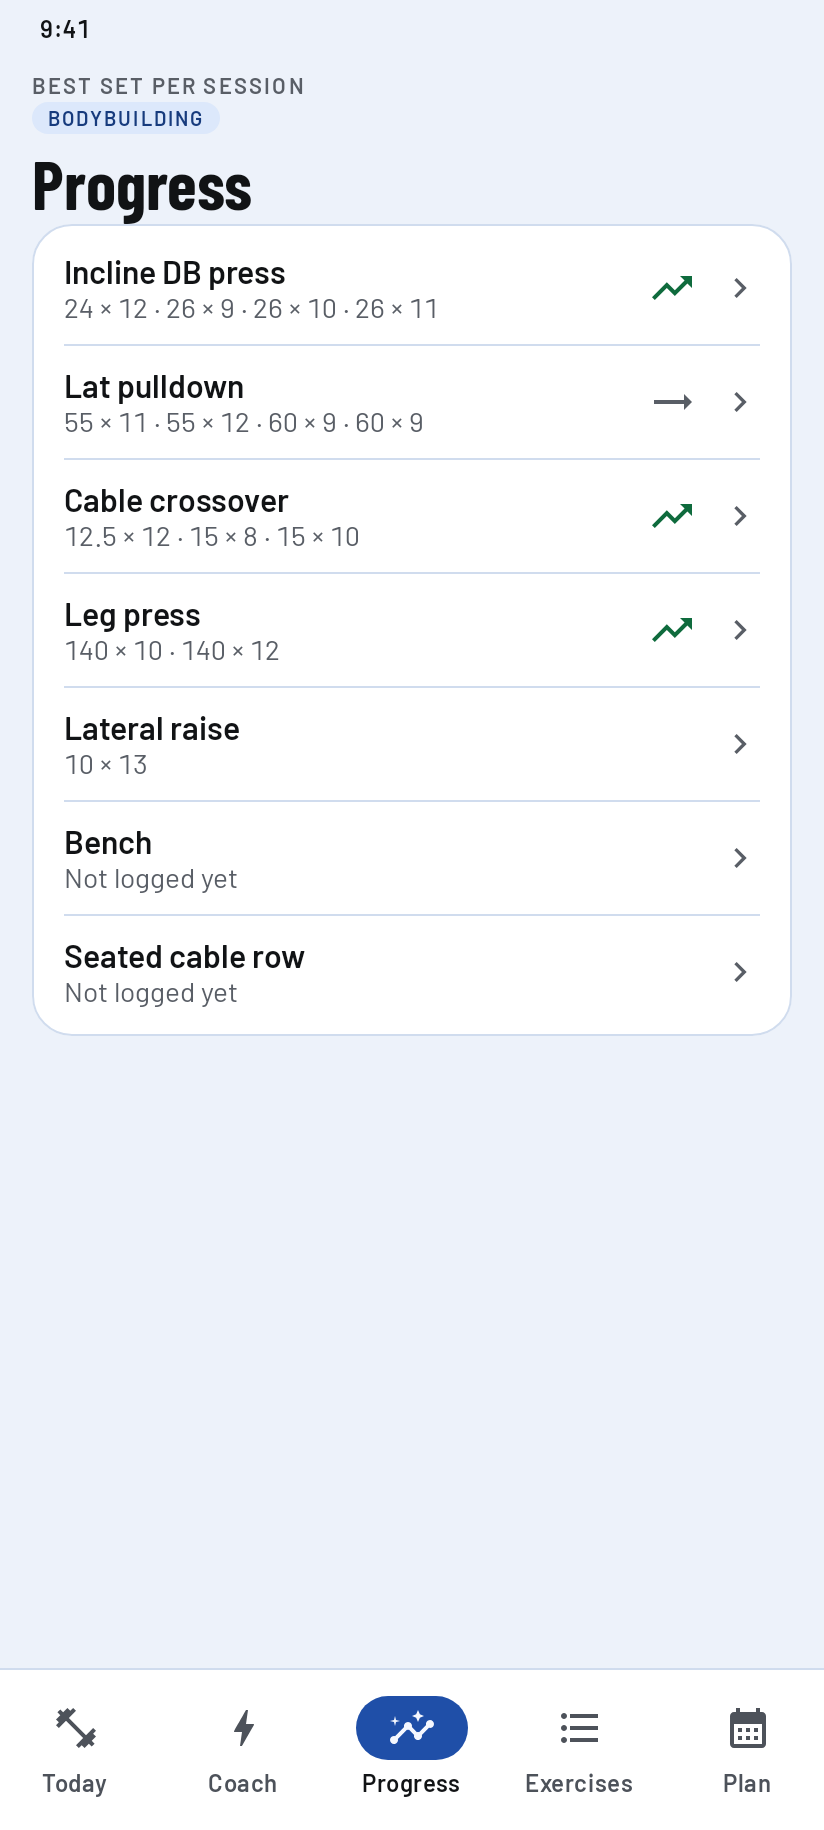 9:41
BEST SET PER SESSION
BODYBUILDING
Progress
Incline DB press
24 × 12 · 26 × 9 · 26 × 10 · 26 × 11
Lat pulldown
55 × 11 · 55 × 12 · 60 × 9 · 60 × 9
Cable crossover
12.5 × 12 · 15 × 8 · 15 × 10
Leg press
140 × 10 · 140 × 12
Lateral raise
10 × 13
Bench
Not logged yet
Seated cable row
Not logged yet
Today
Coach
Progress
Exercises
Plan